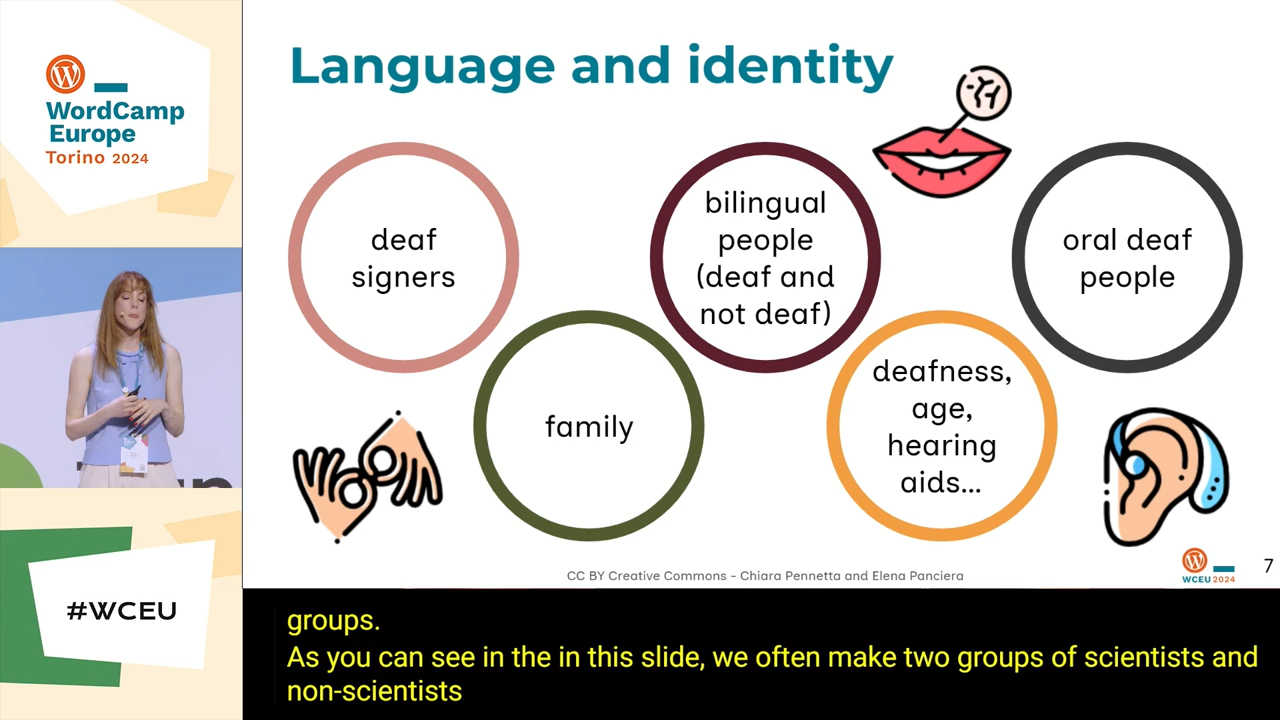 WordCamp
Europe
Torino 2024
#WCEU
Language and identity
deaf
signers
family
bilingual
people
(deaf and
not deaf)
deafness,
age,
hearing
aids...
oral deaf
people
CC BY Creative Commons - Chiara Pennetta and Elena Panciera
WCEU 2024
7
groups.
As you can see in the in this slide, we often make two groups of scientists and
non-scientists